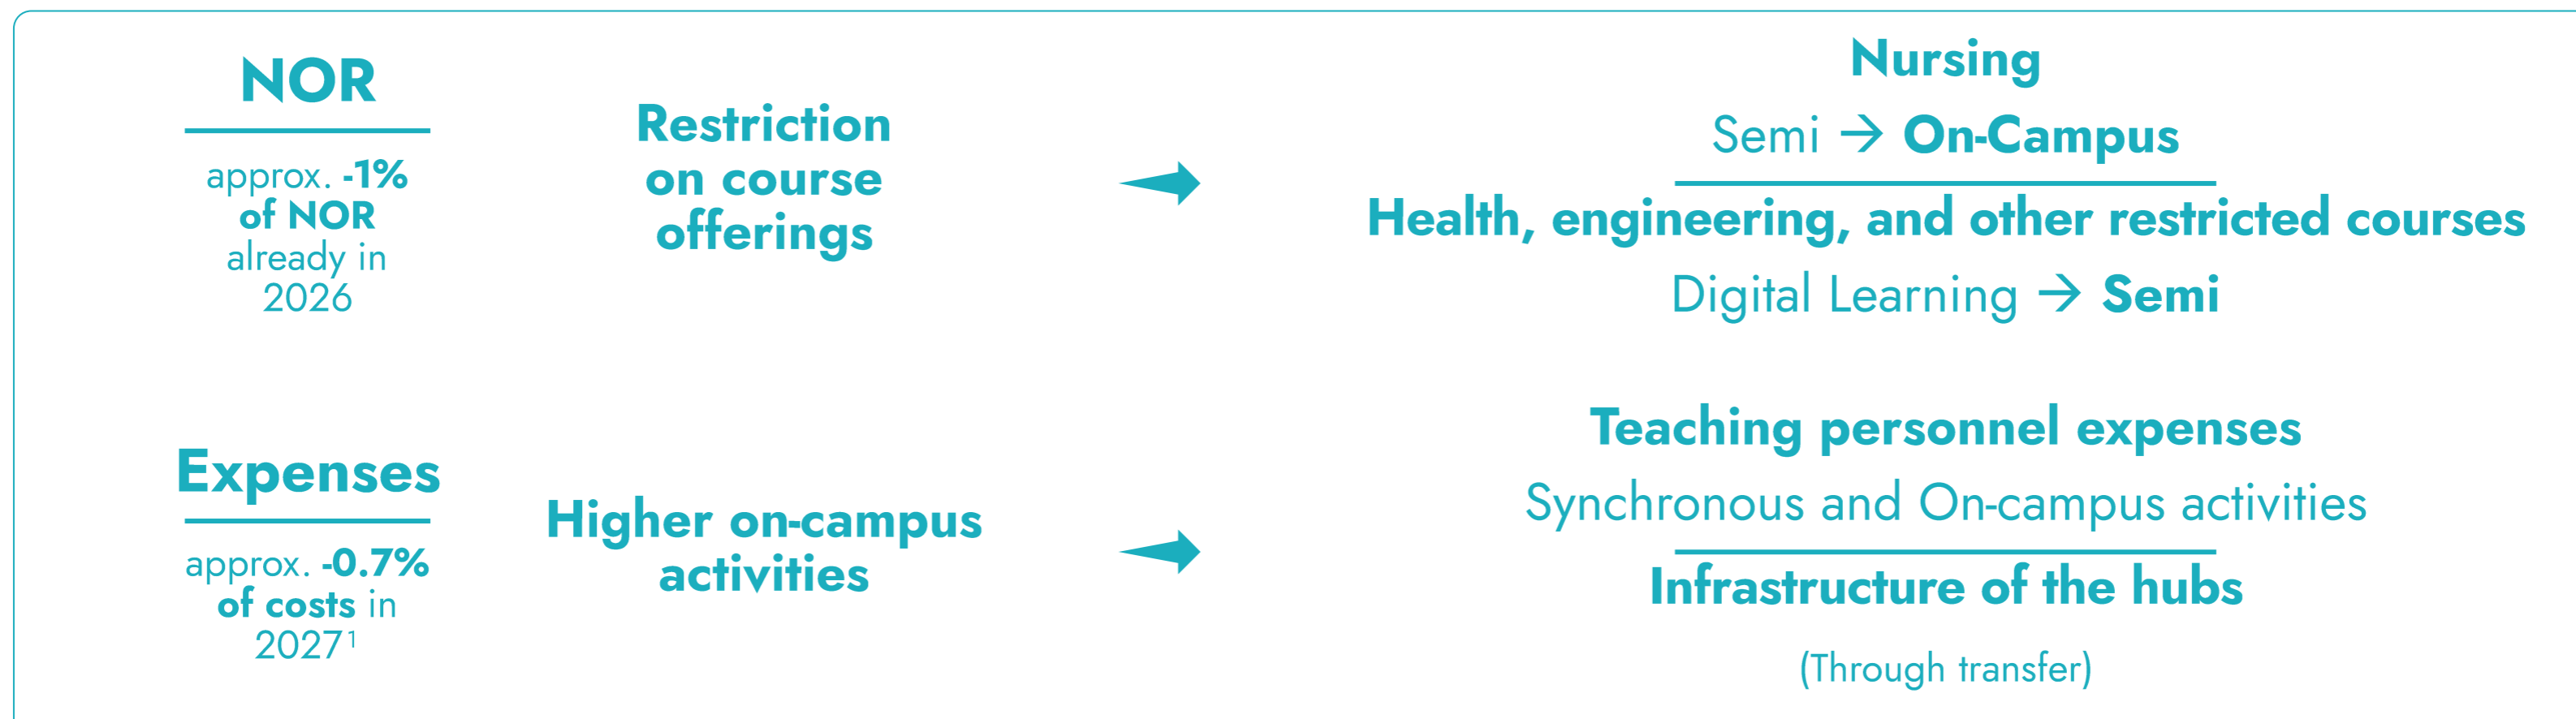 NOR
approx. -1%
of NOR
already in
2026
Restriction
on course
offerings
Nursing
Semi → On-Campus
Health, engineering, and other restricted courses
Digital Learning → Semi
Expenses
approx. -0.7%
of costs in
2027¹
Higher on-campus
activities
Teaching personnel expenses
Synchronous and On-campus activities
Infrastructure of the hubs
(Through transfer)